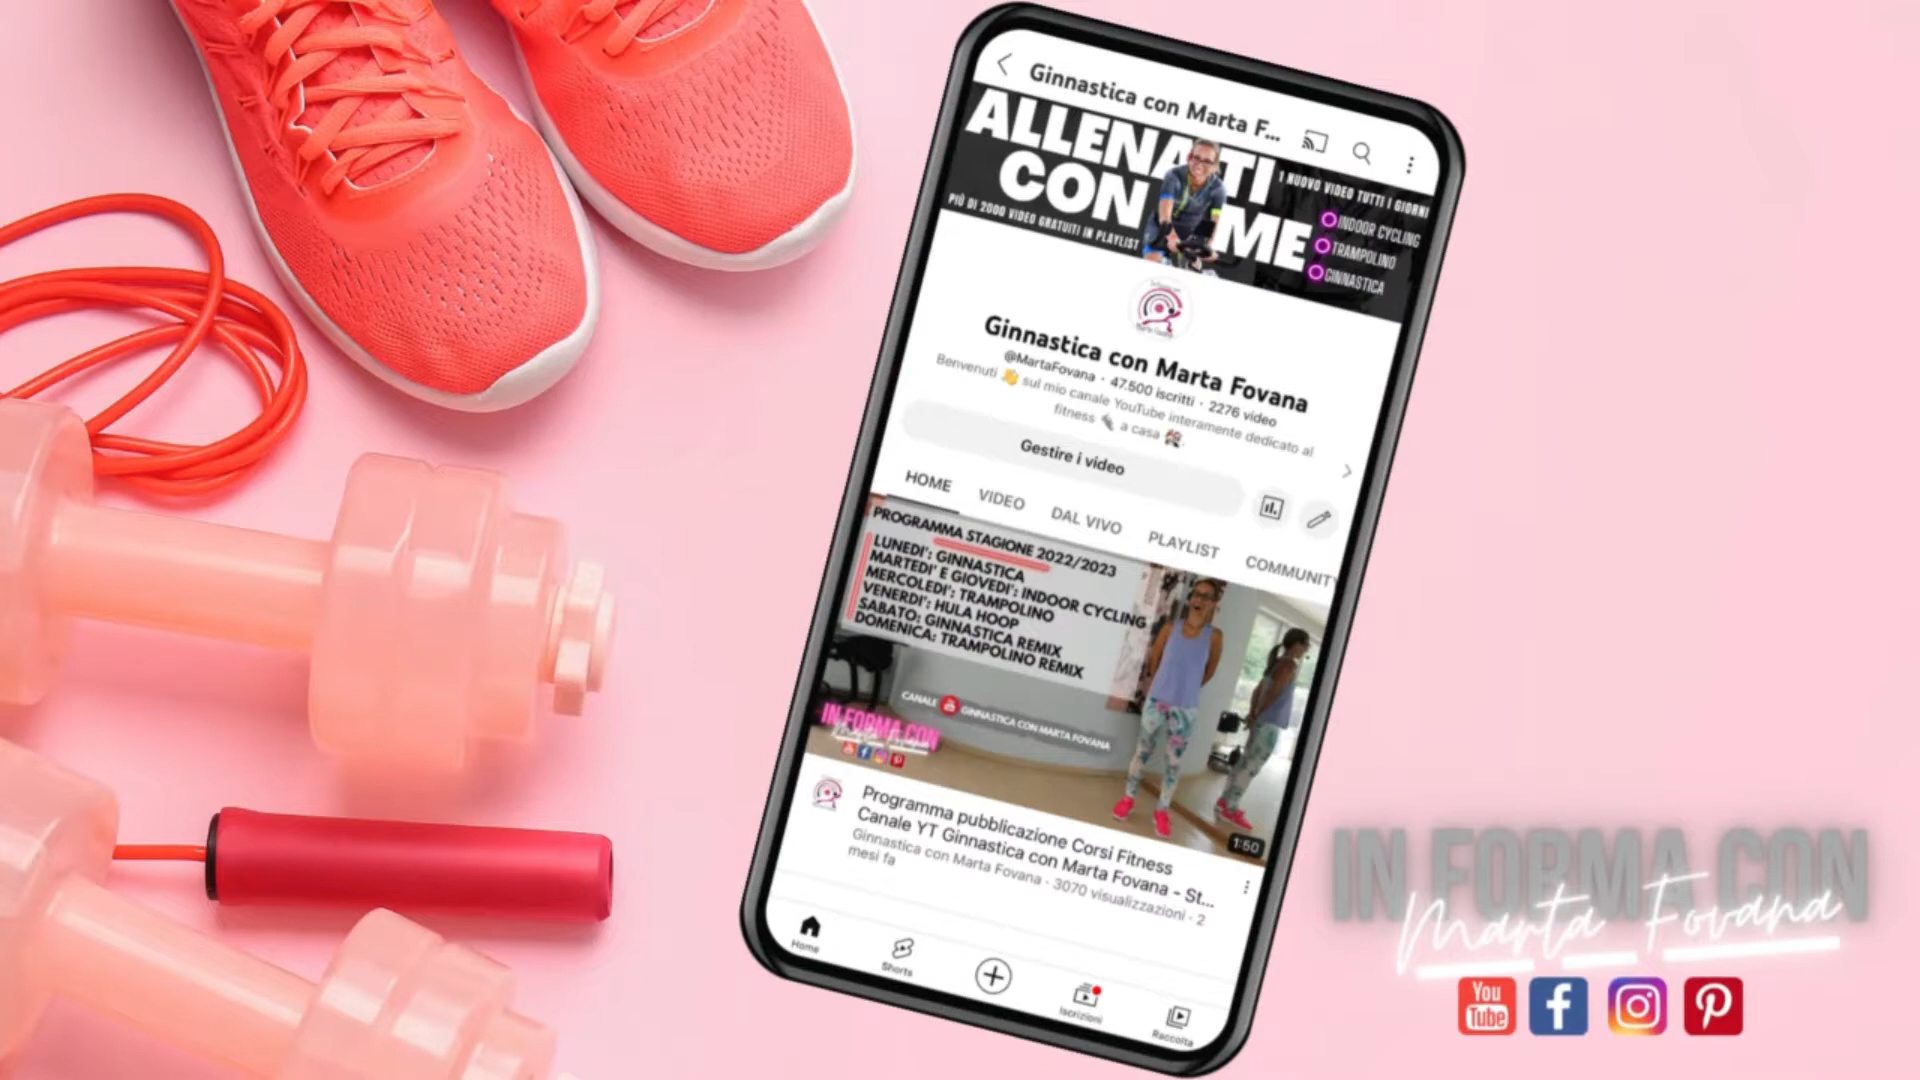 Ginnastica con Marta F...
ALLENATI
CON ME
1 NUOVO VIDEO TUTTI I GIORNI
PIÙ DI 2000 VIDEO GRATUITI IN PLAYLIST
INDOOR CYCLING
TRAMPOLINO
GINNASTICA
Ginnastica con Marta Fovana
@MartaFovana · 47.500 iscritti · 2276 video
Benvenuti 👋 sul mio canale YouTube interamente dedicato al
fitness a casa
Gestire i video
HOME VIDEO DAL VIVO PLAYLIST COMMUNITY
PROGRAMMA STAGIONE 2022/2023
LUNEDI': GINNASTICA
MARTEDI' E GIOVEDI': INDOOR CYCLING
MERCOLEDI': TRAMPOLINO
VENERDI': HULA HOOP
SABATO: GINNASTICA REMIX
DOMENICA: TRAMPOLINO REMIX
CANALE GINNASTICA CON MARTA FOVANA
IN FORMA CON
1:50
Programma pubblicazione Corsi Fitness
Canale YT Ginnastica con Marta Fovana - St...
Ginnastica con Marta Fovana · 3070 visualizzazioni · 2
mesi fa
Home Shorts Iscrizioni Raccolta
IN FORMA CON
Marta Fovana
You
Tube